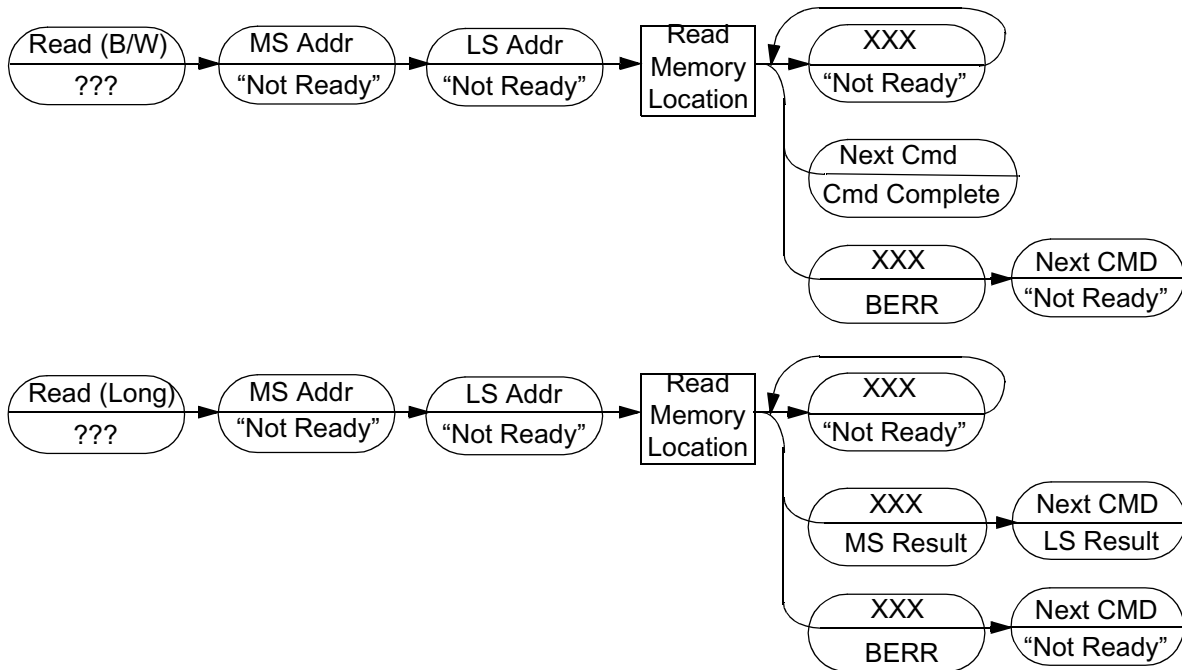 Read (B/W)
???
MS Addr
“Not Ready”
LS Addr
“Not Ready”
Read
Memory
Location
XXX
“Not Ready”
Next Cmd
Cmd Complete
XXX
BERR
Next CMD
“Not Ready”
Read (Long)
???
MS Addr
“Not Ready”
LS Addr
“Not Ready”
Read
Memory
Location
XXX
“Not Ready”
XXX
MS Result
Next CMD
LS Result
XXX
BERR
Next CMD
“Not Ready”